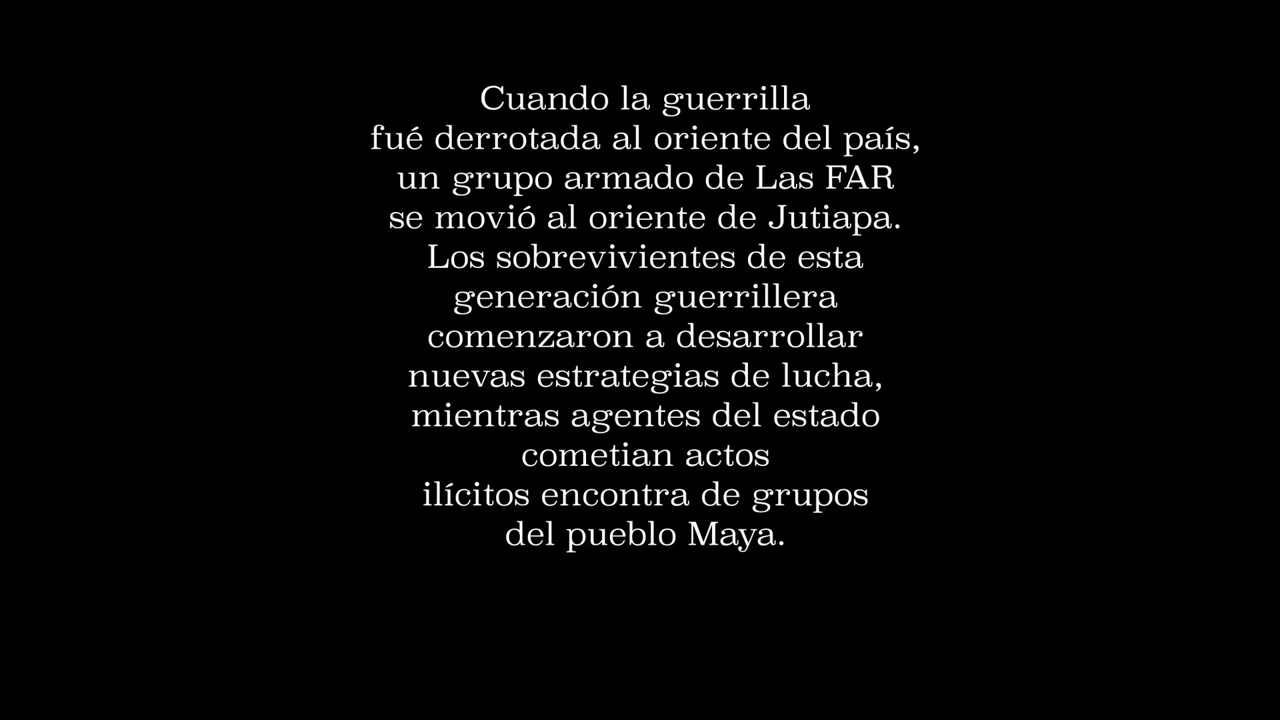 Cuando la guerrilla
fué derrotada al oriente del país,
un grupo armado de Las FAR
se movió al oriente de Jutiapa.
Los sobrevivientes de esta
generación guerrillera
comenzaron a desarrollar
nuevas estrategias de lucha,
mientras agentes del estado
cometian actos
ilícitos encontra de grupos
del pueblo Maya.